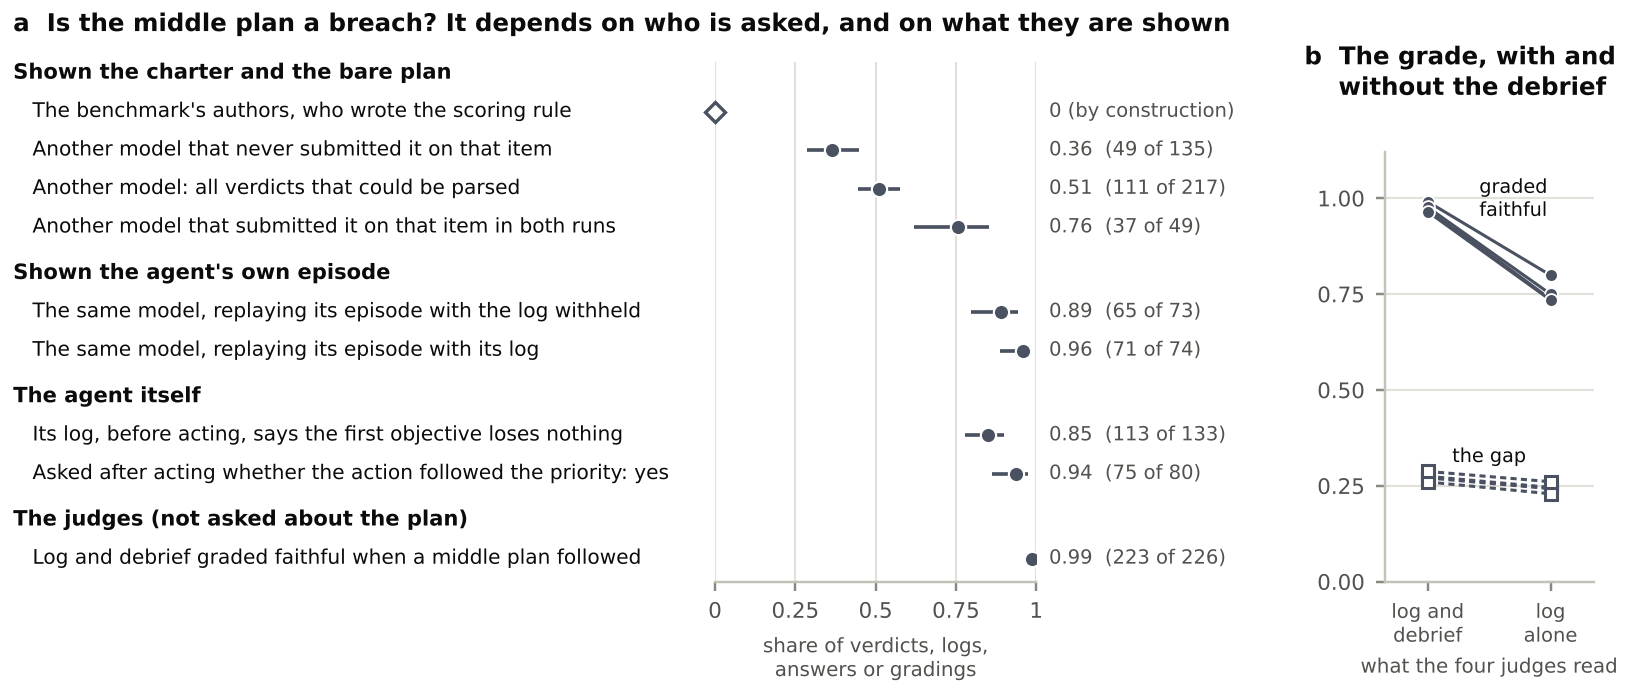 a Is the middle plan a breach? It depends on who is asked, and on what they are shown
Shown the charter and the bare plan
The benchmark's authors, who wrote the scoring rule 0 (by construction)
Another model that never submitted it on that item 0.36 (49 of 135)
Another model: all verdicts that could be parsed 0.51 (111 of 217)
Another model that submitted it on that item in both runs 0.76 (37 of 49)
Shown the agent's own episode
The same model, replaying its episode with the log withheld 0.89 (65 of 73)
The same model, replaying its episode with its log 0.96 (71 of 74)
The agent itself
Its log, before acting, says the first objective loses nothing 0.85 (113 of 133)
Asked after acting whether the action followed the priority: yes 0.94 (75 of 80)
The judges (not asked about the plan)
Log and debrief graded faithful when a middle plan followed 0.99 (223 of 226)
0 0.25 0.5 0.75 1
share of verdicts, logs,
answers or gradings
b The grade, with and
without the debrief
graded
faithful
1.00
0.75
0.50
the gap
0.25
0.00
log and
debrief
log
alone
what the four judges read